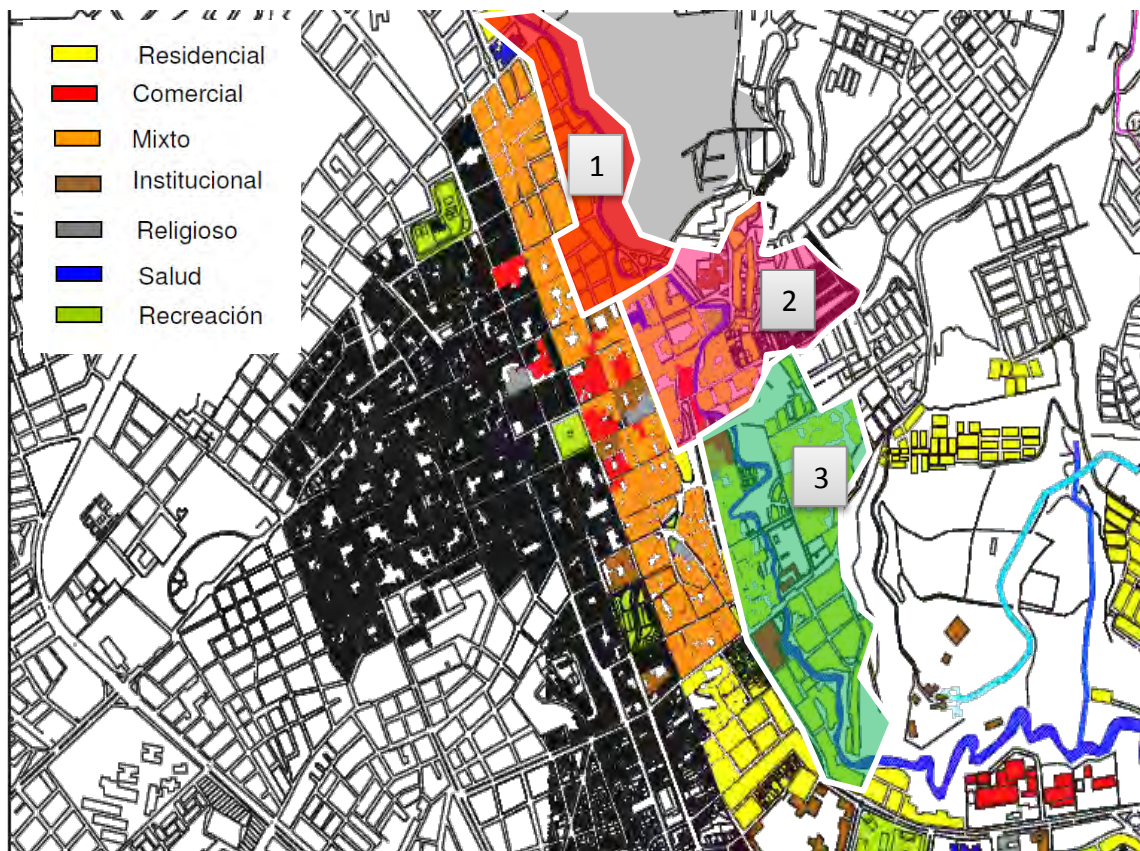 Residencial
Comercial
Mixto
Institucional
Religioso
Salud
Recreación
1
2
3